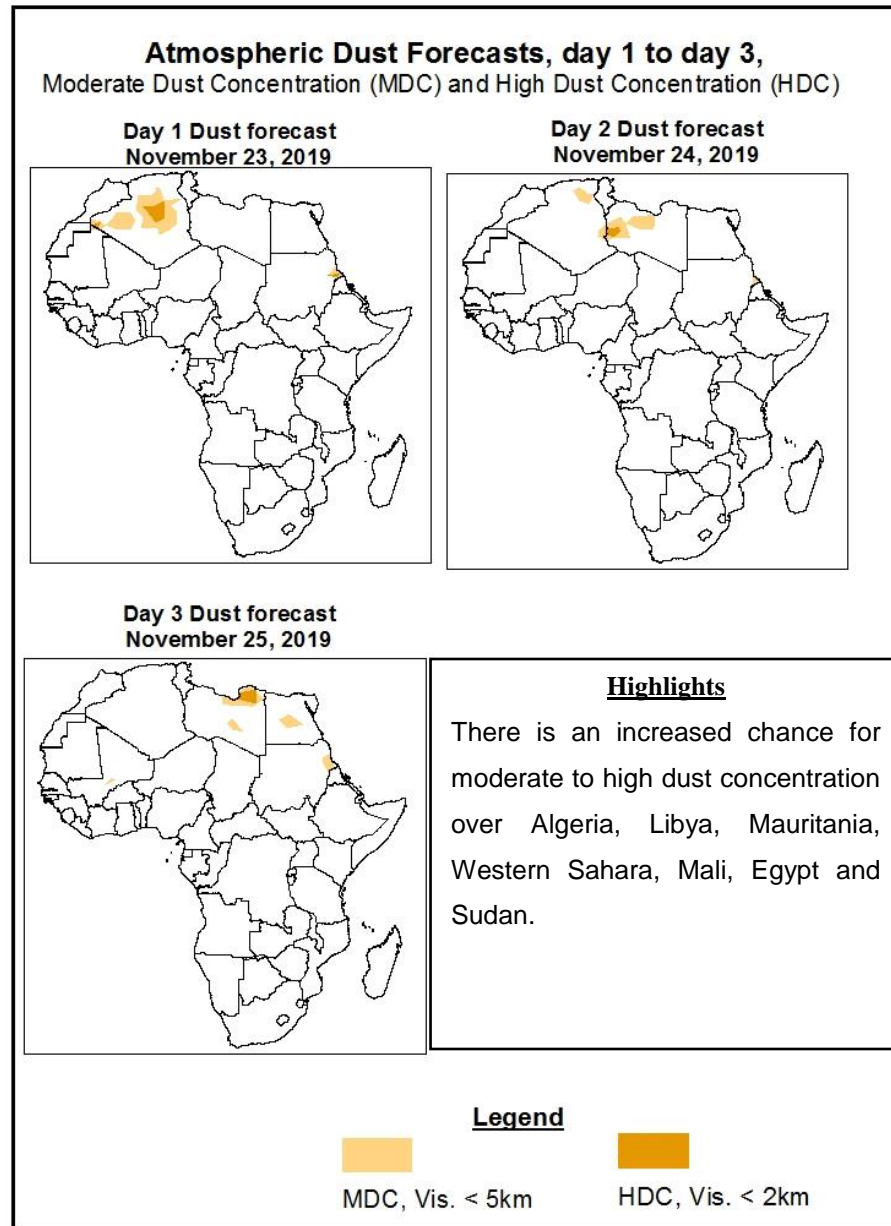 Atmospheric Dust Forecasts, day 1 to day 3,
Moderate Dust Concentration (MDC) and High Dust Concentration (HDC)
Day 1 Dust forecast
November 23, 2019
Day 2 Dust forecast
November 24, 2019
Day 3 Dust forecast
November 25, 2019
Highlights
There is an increased chance for
moderate to high dust concentration
over Algeria, Libya, Mauritania,
Western Sahara, Mali, Egypt and
Sudan.
Legend
MDC, Vis. < 5km
HDC, Vis. < 2km